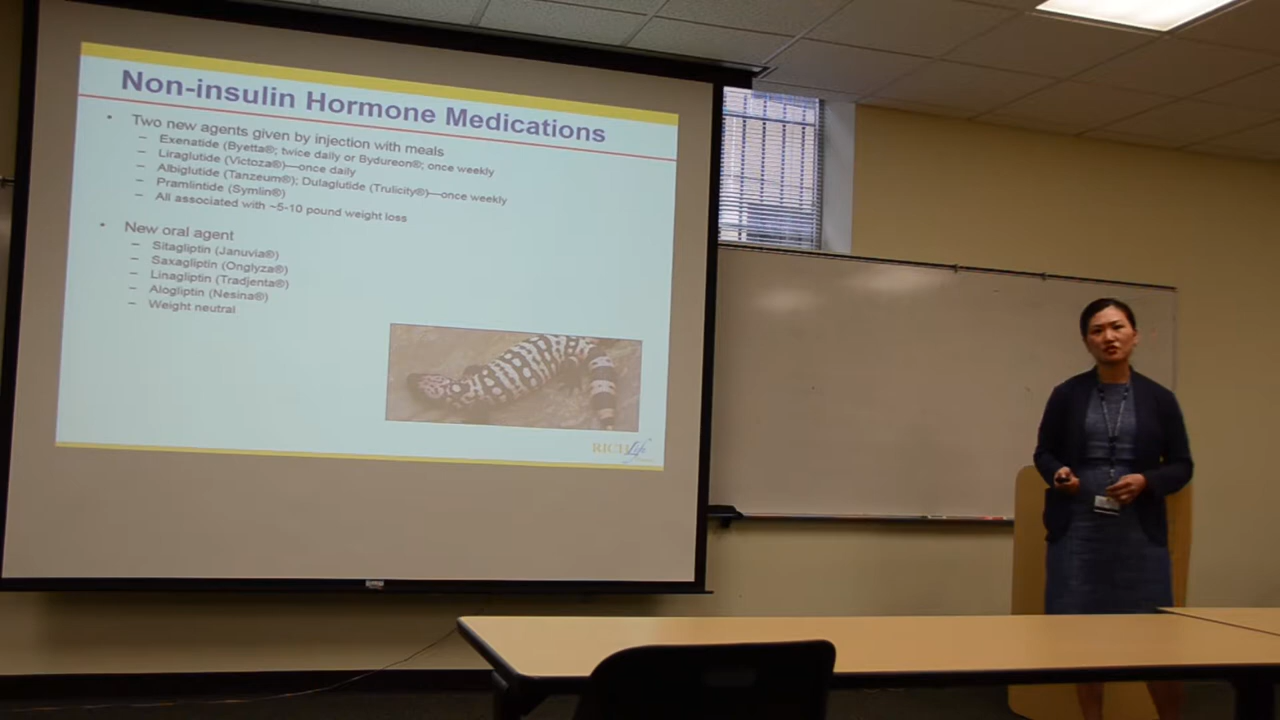 Non-insulin Hormone Medications
• Two new agents given by injection with meals
– Exenatide (Byetta®; twice daily or Bydureon®; once weekly
– Liraglutide (Victoza®)—once daily
– Albiglutide (Tanzeum®); Dulaglutide (Trulicity®)—once weekly
– Pramlintide (Symlin®)
– All associated with ~5-10 pound weight loss
• New oral agent
– Sitagliptin (Januvia®)
– Saxagliptin (Onglyza®)
– Linagliptin (Tradjenta®)
– Alogliptin (Nesina®)
– Weight neutral
RICHLife